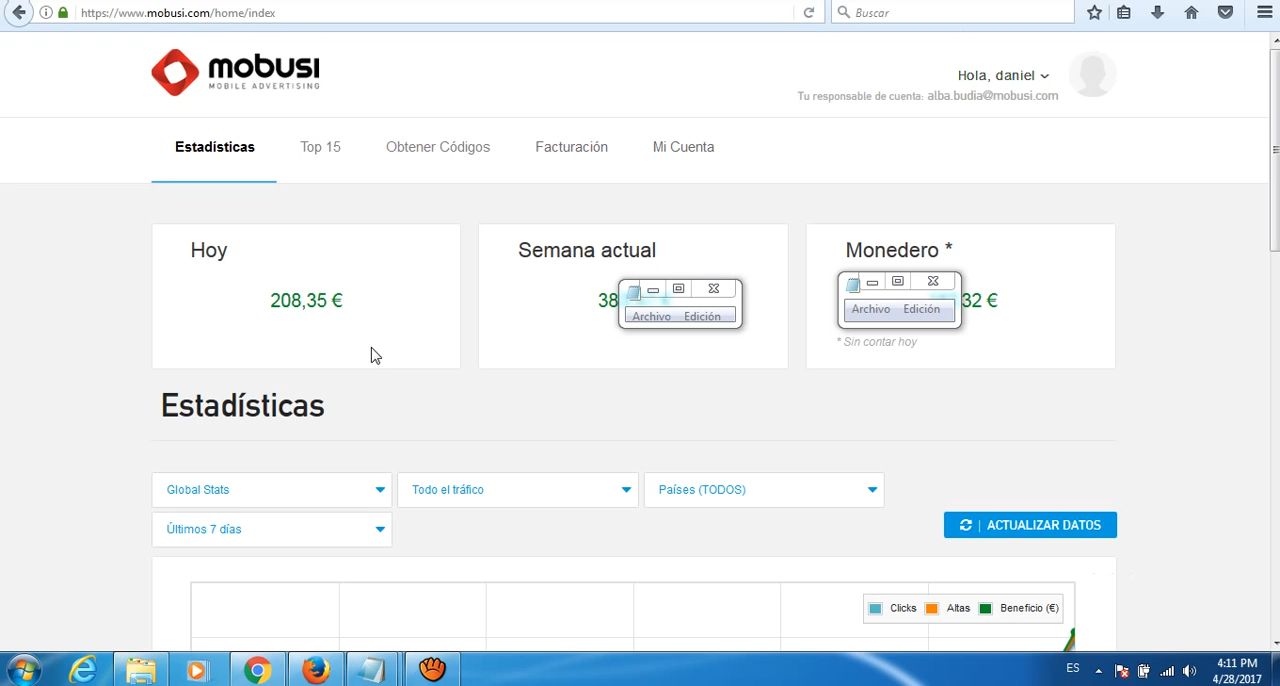 https://www.mobusi.com/home/index
Buscar
mobusi
MOBILE ADVERTISING
Hola, daniel
Tu responsable de cuenta: alba.budia@mobusi.com
Estadísticas Top 15 Obtener Códigos Facturación Mi Cuenta
Hoy Semana actual Monedero *
208,35 € 38 32 €
Archivo Edición Archivo Edición
* Sin contar hoy
Estadísticas
Global Stats Todo el tráfico Países (TODOS)
Últimos 7 días ACTUALIZAR DATOS
Clicks Altas Beneficio (€)
ES 4:11 PM
4/28/2017